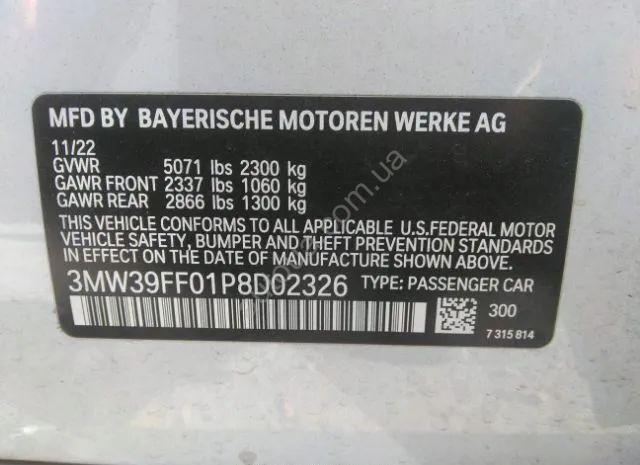 MFD BY BAYERISCHE MOTOREN WERKE AG
11/22
GVWR 5071 lbs 2300 kg
GAWR FRONT 2337 lbs 1060 kg
GAWR REAR 2866 lbs 1300 kg
THIS VEHICLE CONFORMS TO ALL APPLICABLE U.S.FEDERAL MOTOR
VEHICLE SAFETY, BUMPER AND THEFT PREVENTION STANDARDS
IN EFFECT ON THE DATE OF MANUFACTURE SHOWN ABOVE.
3MW39FF01P8D02326 TYPE: PASSENGER CAR
300
7 315 814